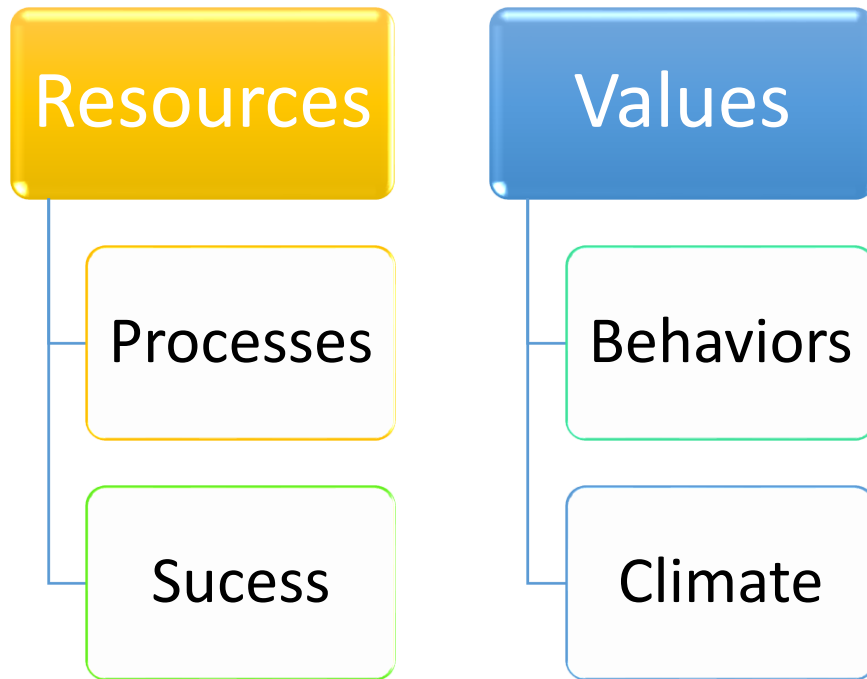 Resources
Processes
Sucess
Values
Behaviors
Climate